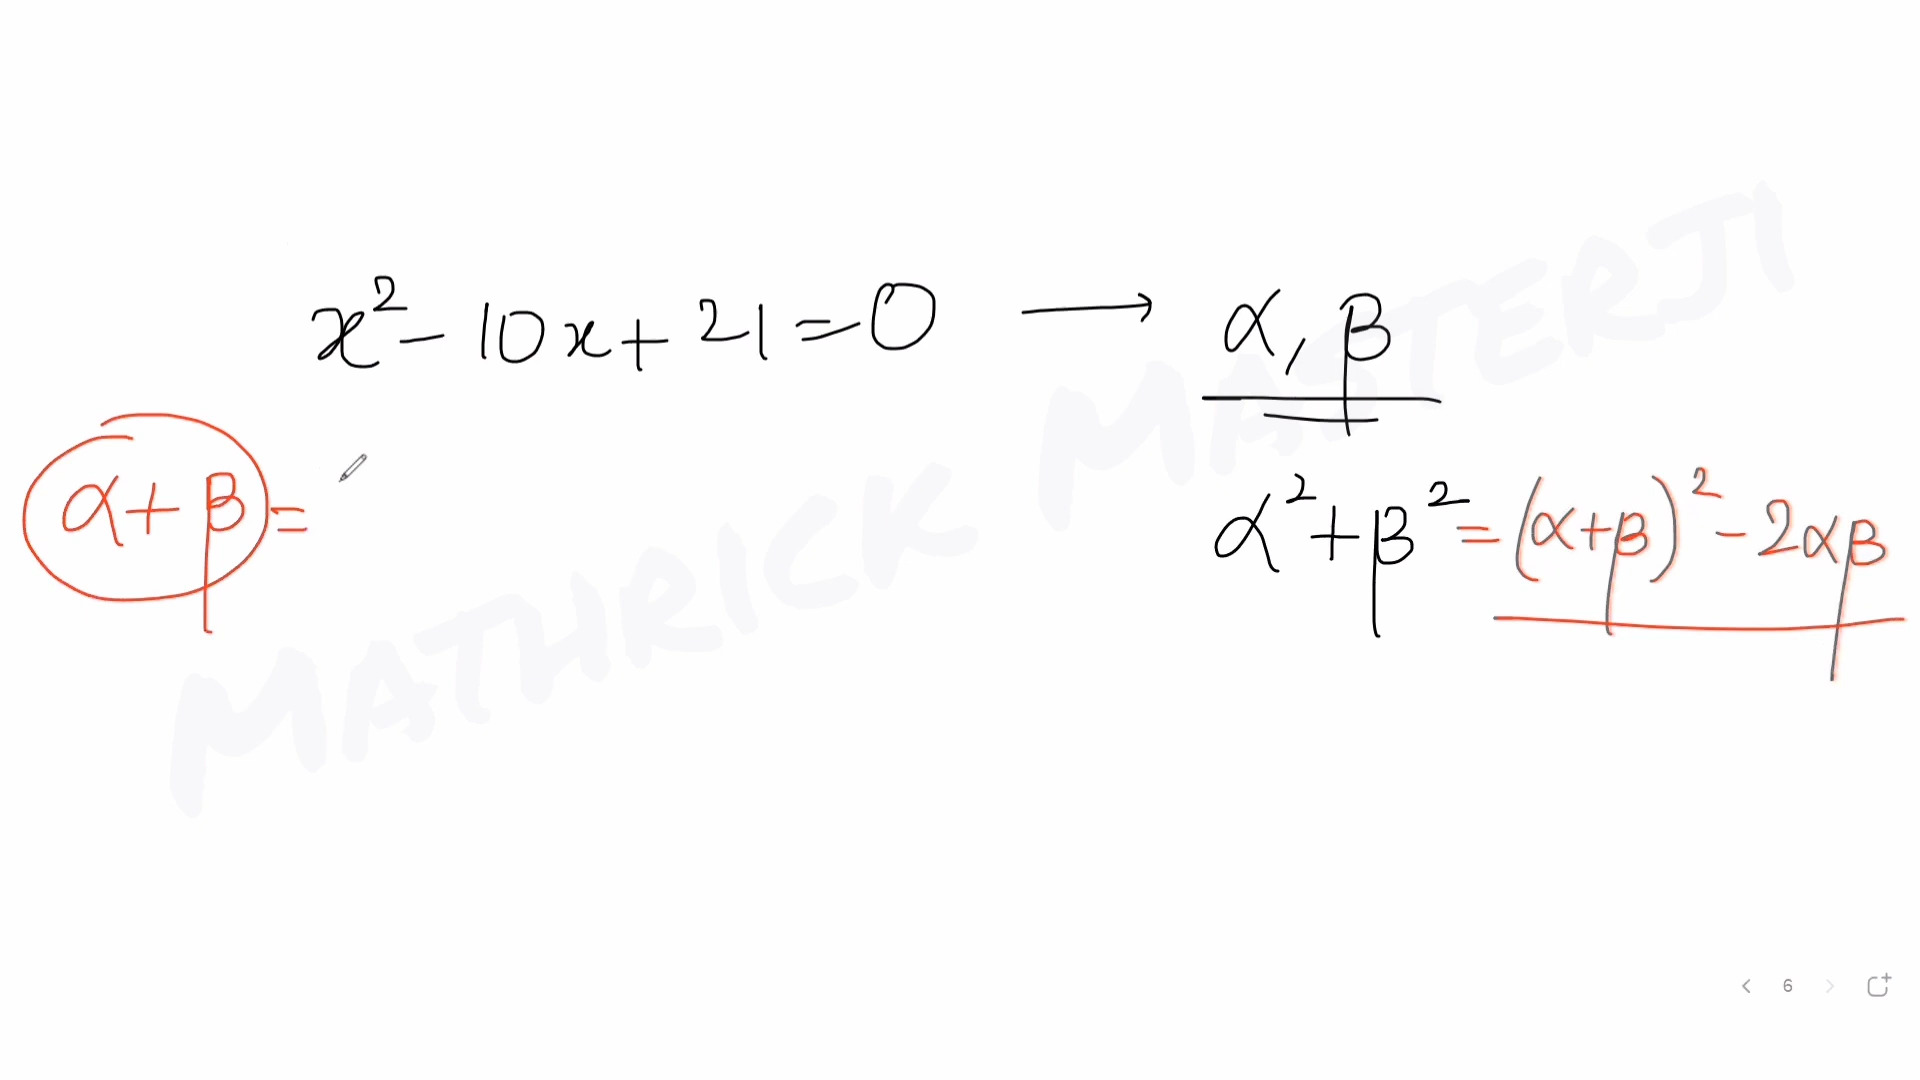 x² - 10x + 21 = 0 → α, β
α + β =
α² + β² = (α + β)² - 2αβ
MATHRICK MASTERJI
6